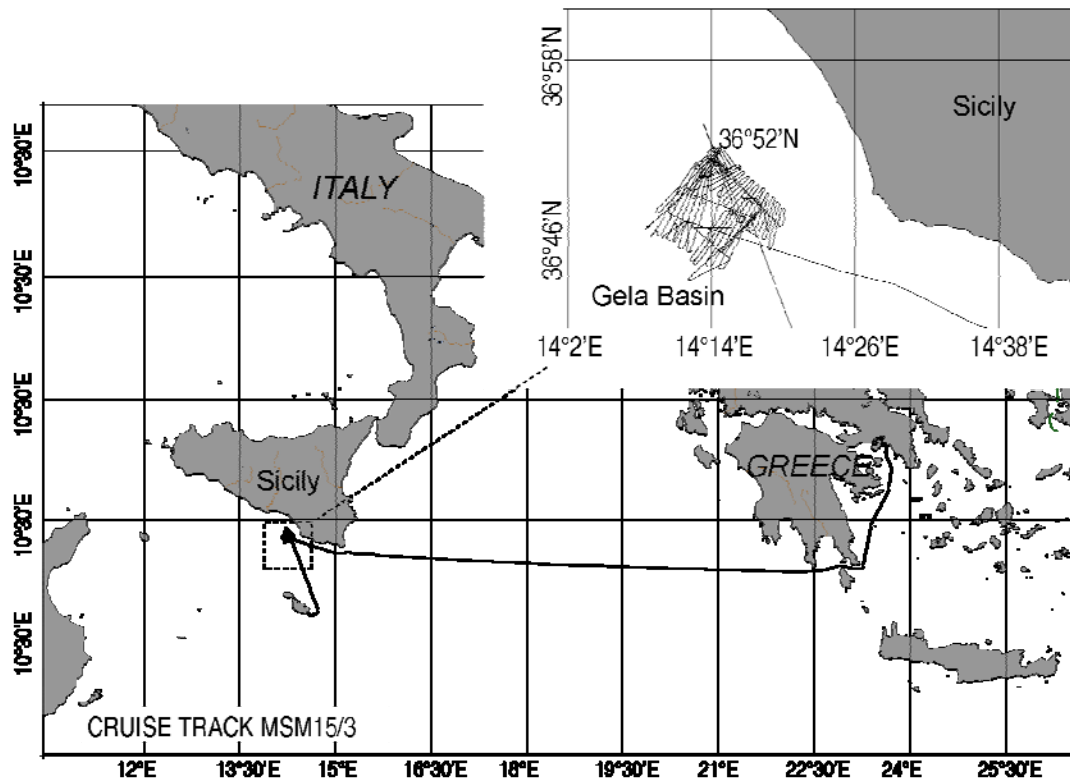 36°58'N
Sicily
36°52'N
36°46'N
Gela Basin
14°2'E
14°14'E
14°26'E
14°38'E
10°30'E
ITALY
10°30'E
10°30'E
Sicily
GREECE
10°30'E
10°30'E
CRUISE TRACK MSM15/3
12°E
13°30'E
15°E
16°30'E
18°E
19°30'E
21°E
22°30'E
24°E
25°30'E